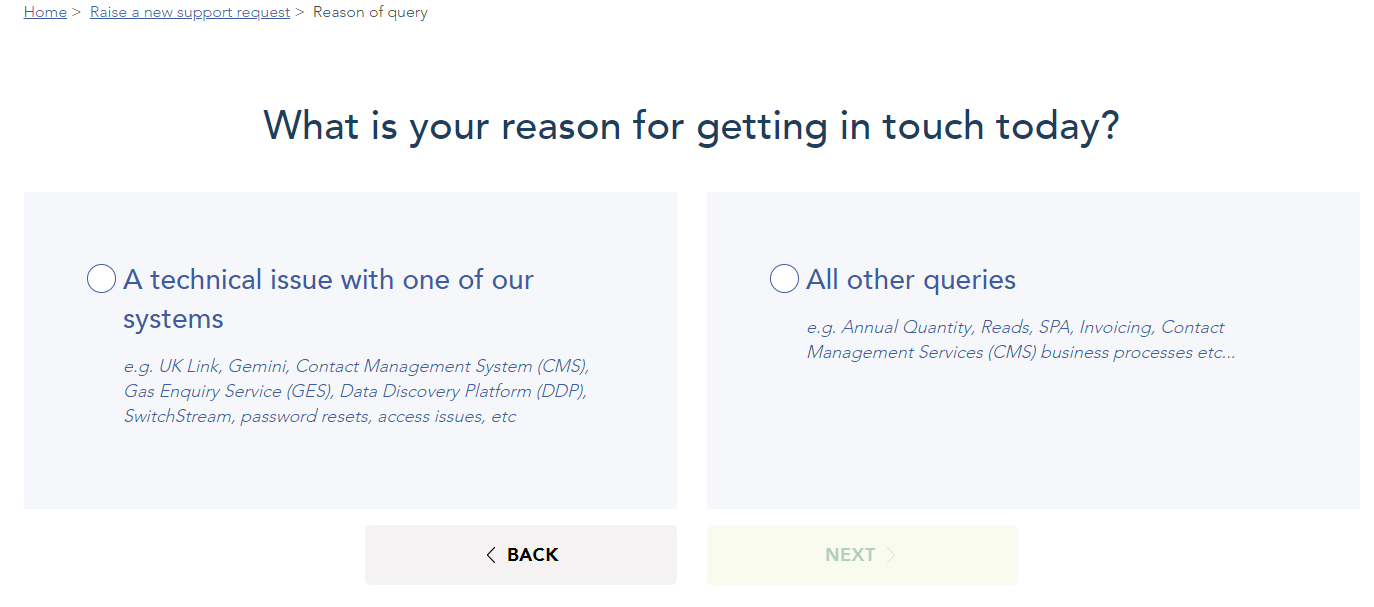 Home > Raise a new support request > Reason of query
What is your reason for getting in touch today?
A technical issue with one of our
systems
e.g. UK Link, Gemini, Contact Management System (CMS),
Gas Enquiry Service (GES), Data Discovery Platform (DDP),
SwitchStream, password resets, access issues, etc
All other queries
e.g. Annual Quantity, Reads, SPA, Invoicing, Contact
Management Services (CMS) business processes etc...
BACK
NEXT